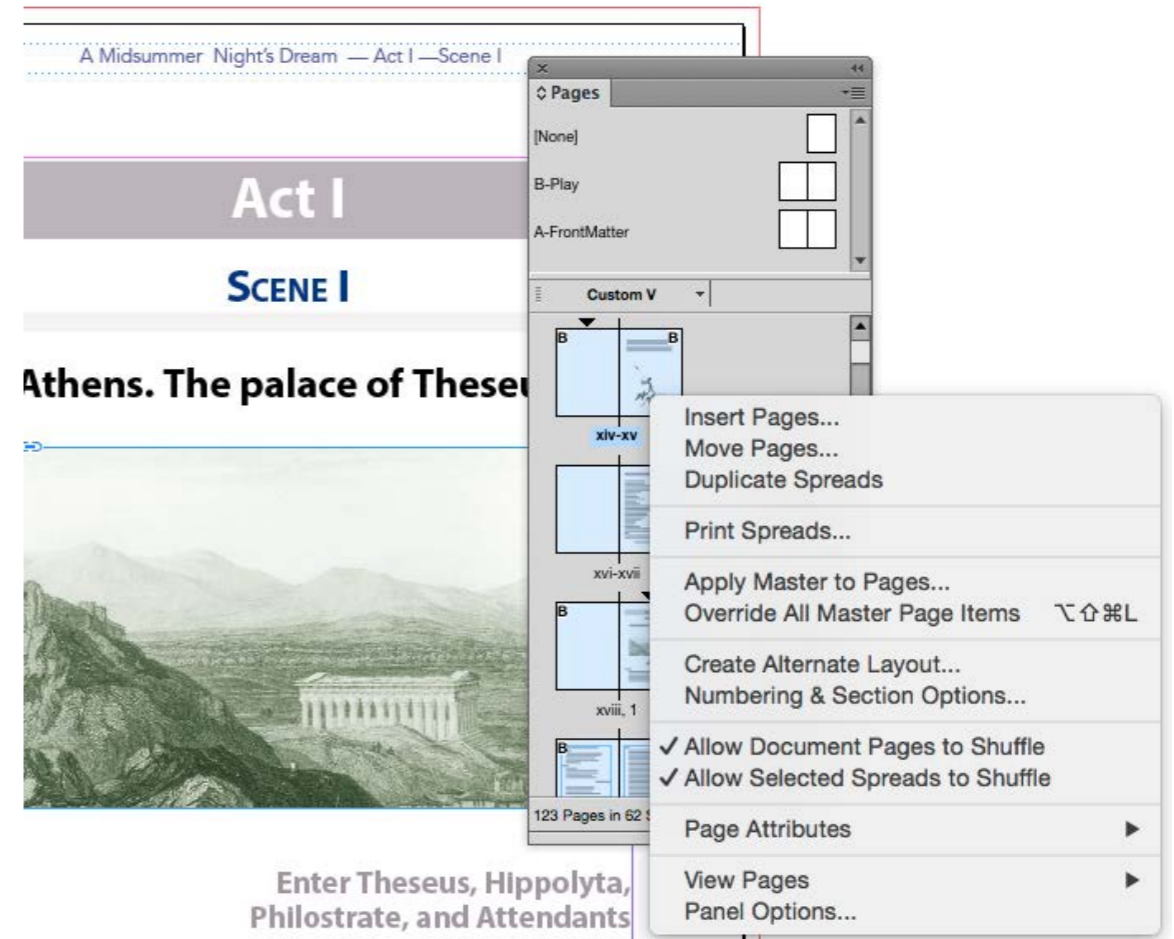 A Midsummer Night's Dream — Act I —Scene I
Act I
SCENE I
Athens. The palace of Theseu
Enter Theseus, Hippolyta,
Philostrate, and Attendants
Pages
[None]
B-Play
A-FrontMatter
Custom V
B B
xiv-xv
xvi-xvii
B
xviii, 1
B
123 Pages in 62 S
Insert Pages...
Move Pages...
Duplicate Spreads
Print Spreads...
Apply Master to Pages...
Override All Master Page Items ⌥⇧⌘L
Create Alternate Layout...
Numbering & Section Options...
✓ Allow Document Pages to Shuffle
✓ Allow Selected Spreads to Shuffle
Page Attributes
View Pages
Panel Options...